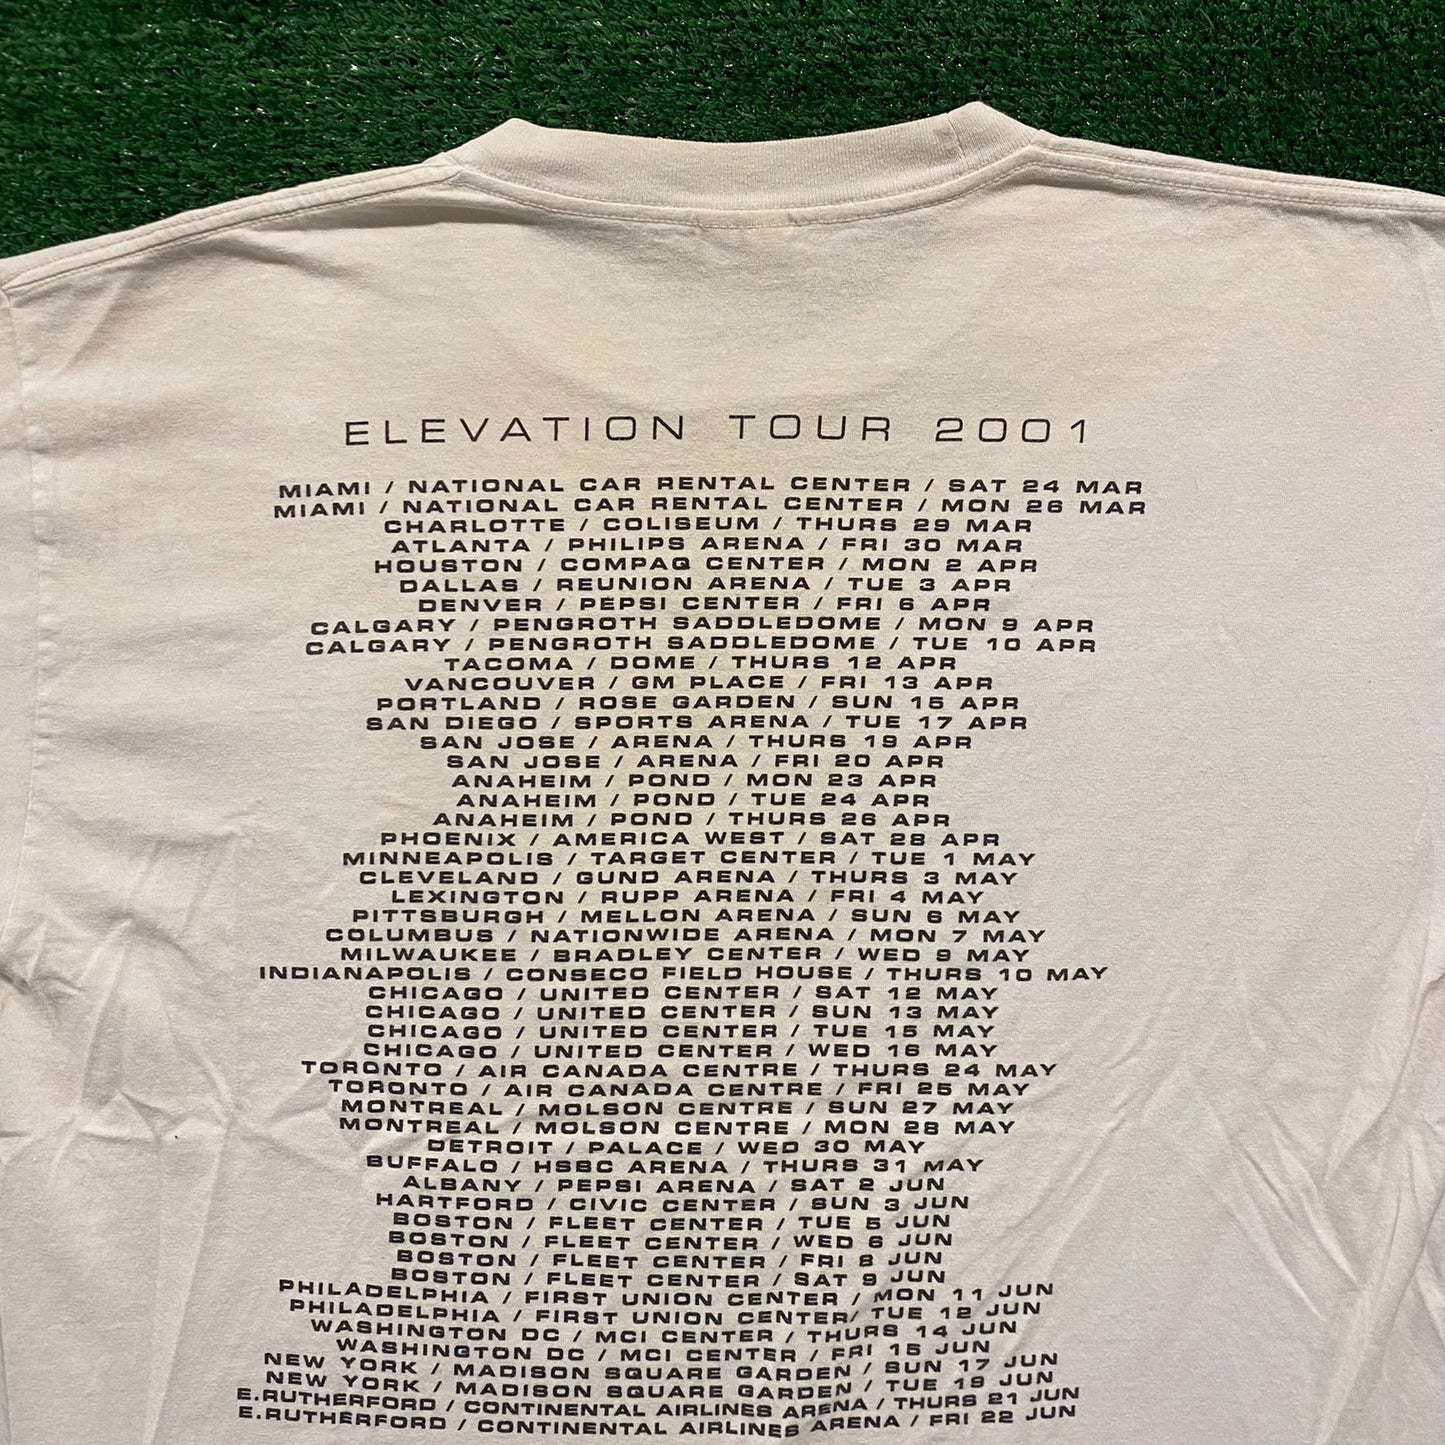 ELEVATION TOUR 2001
MIAMI / NATIONAL CAR RENTAL CENTER / SAT 24 MAR
MIAMI / NATIONAL CAR RENTAL CENTER / MON 26 MAR
CHARLOTTE / COLISEUM / THURS 29 MAR
ATLANTA / PHILIPS ARENA / FRI 30 MAR
HOUSTON / COMPAQ CENTER / MON 2 APR
DALLAS / REUNION ARENA / TUE 3 APR
DENVER / PEPSI CENTER / FRI 6 APR
CALGARY / PENGROTH SADDLEDOME / MON 9 APR
CALGARY / PENGROTH SADDLEDOME / TUE 10 APR
TACOMA / DOME / THURS 12 APR
VANCOUVER / GM PLACE / FRI 13 APR
PORTLAND / ROSE GARDEN / SUN 15 APR
SAN DIEGO / SPORTS ARENA / TUE 17 APR
SAN JOSE / ARENA / THURS 19 APR
SAN JOSE / ARENA / FRI 20 APR
ANAHEIM / POND / MON 23 APR
ANAHEIM / POND / TUE 24 APR
ANAHEIM / POND / THURS 26 APR
PHOENIX / AMERICA WEST / SAT 28 APR
MINNEAPOLIS / TARGET CENTER / TUE 1 MAY
CLEVELAND / GUND ARENA / THURS 3 MAY
LEXINGTON / RUPP ARENA / FRI 4 MAY
PITTSBURGH / MELLON ARENA / SUN 6 MAY
COLUMBUS / NATIONWIDE ARENA / MON 7 MAY
MILWAUKEE / BRADLEY CENTER / WED 9 MAY
INDIANAPOLIS / CONSECO FIELD HOUSE / THURS 10 MAY
CHICAGO / UNITED CENTER / SAT 12 MAY
CHICAGO / UNITED CENTER / SUN 13 MAY
CHICAGO / UNITED CENTER / TUE 15 MAY
CHICAGO / UNITED CENTER / WED 16 MAY
TORONTO / AIR CANADA CENTRE / THURS 24 MAY
TORONTO / AIR CANADA CENTRE / FRI 25 MAY
MONTREAL / MOLSON CENTRE / SUN 27 MAY
MONTREAL / MOLSON CENTRE / MON 28 MAY
DETROIT / PALACE / WED 30 MAY
BUFFALO / HSBC ARENA / THURS 31 MAY
ALBANY / PEPSI ARENA / SAT 2 JUN
HARTFORD / CIVIC CENTER / SUN 3 JUN
BOSTON / FLEET CENTER / TUE 5 JUN
BOSTON / FLEET CENTER / WED 6 JUN
BOSTON / FLEET CENTER / FRI 8 JUN
BOSTON / FLEET CENTER / SAT 9 JUN
PHILADELPHIA / FIRST UNION CENTER / MON 11 JUN
PHILADELPHIA / FIRST UNION CENTER/ TUE 12 JUN
WASHINGTON DC / MCI CENTER / THURS 14 JUN
WASHINGTON DC / MCI CENTER / FRI 15 JUN
NEW YORK / MADISON SQUARE GARDEN / SUN 17 JUN
NEW YORK / MADISON SQUARE GARDEN / TUE 19 JUN
E.RUTHERFORD / CONTINENTAL AIRLINES ARENA / THURS 21 JUN
E.RUTHERFORD / CONTINENTAL AIRLINES ARENA / FRI 22 JUN